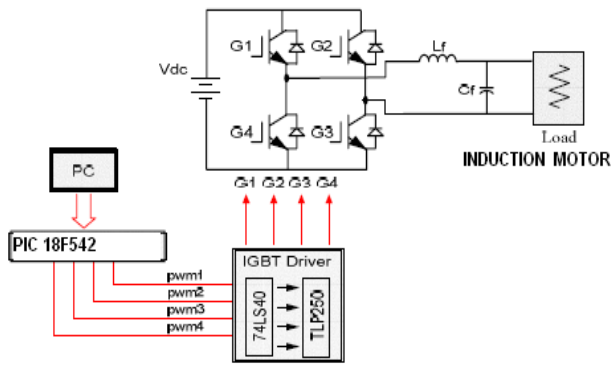 G1
G2
Lf
Vdc
Cf
G4
G3
Load
INDUCTION MOTOR
G1 G2 G3 G4
PC
PIC 18F542
IGBT Driver
pwm1
pwm2
pwm3
pwm4
74LS40
TLP250